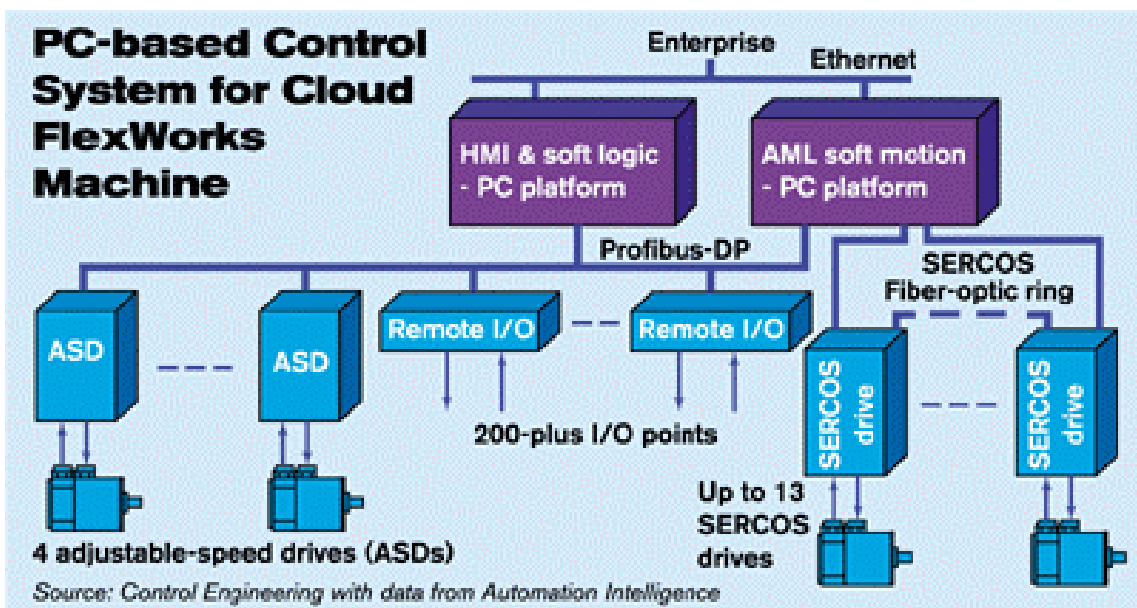 PC-based Control
System for Cloud
FlexWorks
Machine
Enterprise
Ethernet
HMI & soft logic
- PC platform
AML soft motion
- PC platform
Profibus-DP
SERCOS
Fiber-optic ring
ASD
ASD
Remote I/O
Remote I/O
SERCOS
drive
SERCOS
drive
200-plus I/O points
Up to 13
SERCOS
drives
4 adjustable-speed drives (ASDs)
Source: Control Engineering with data from Automation Intelligence